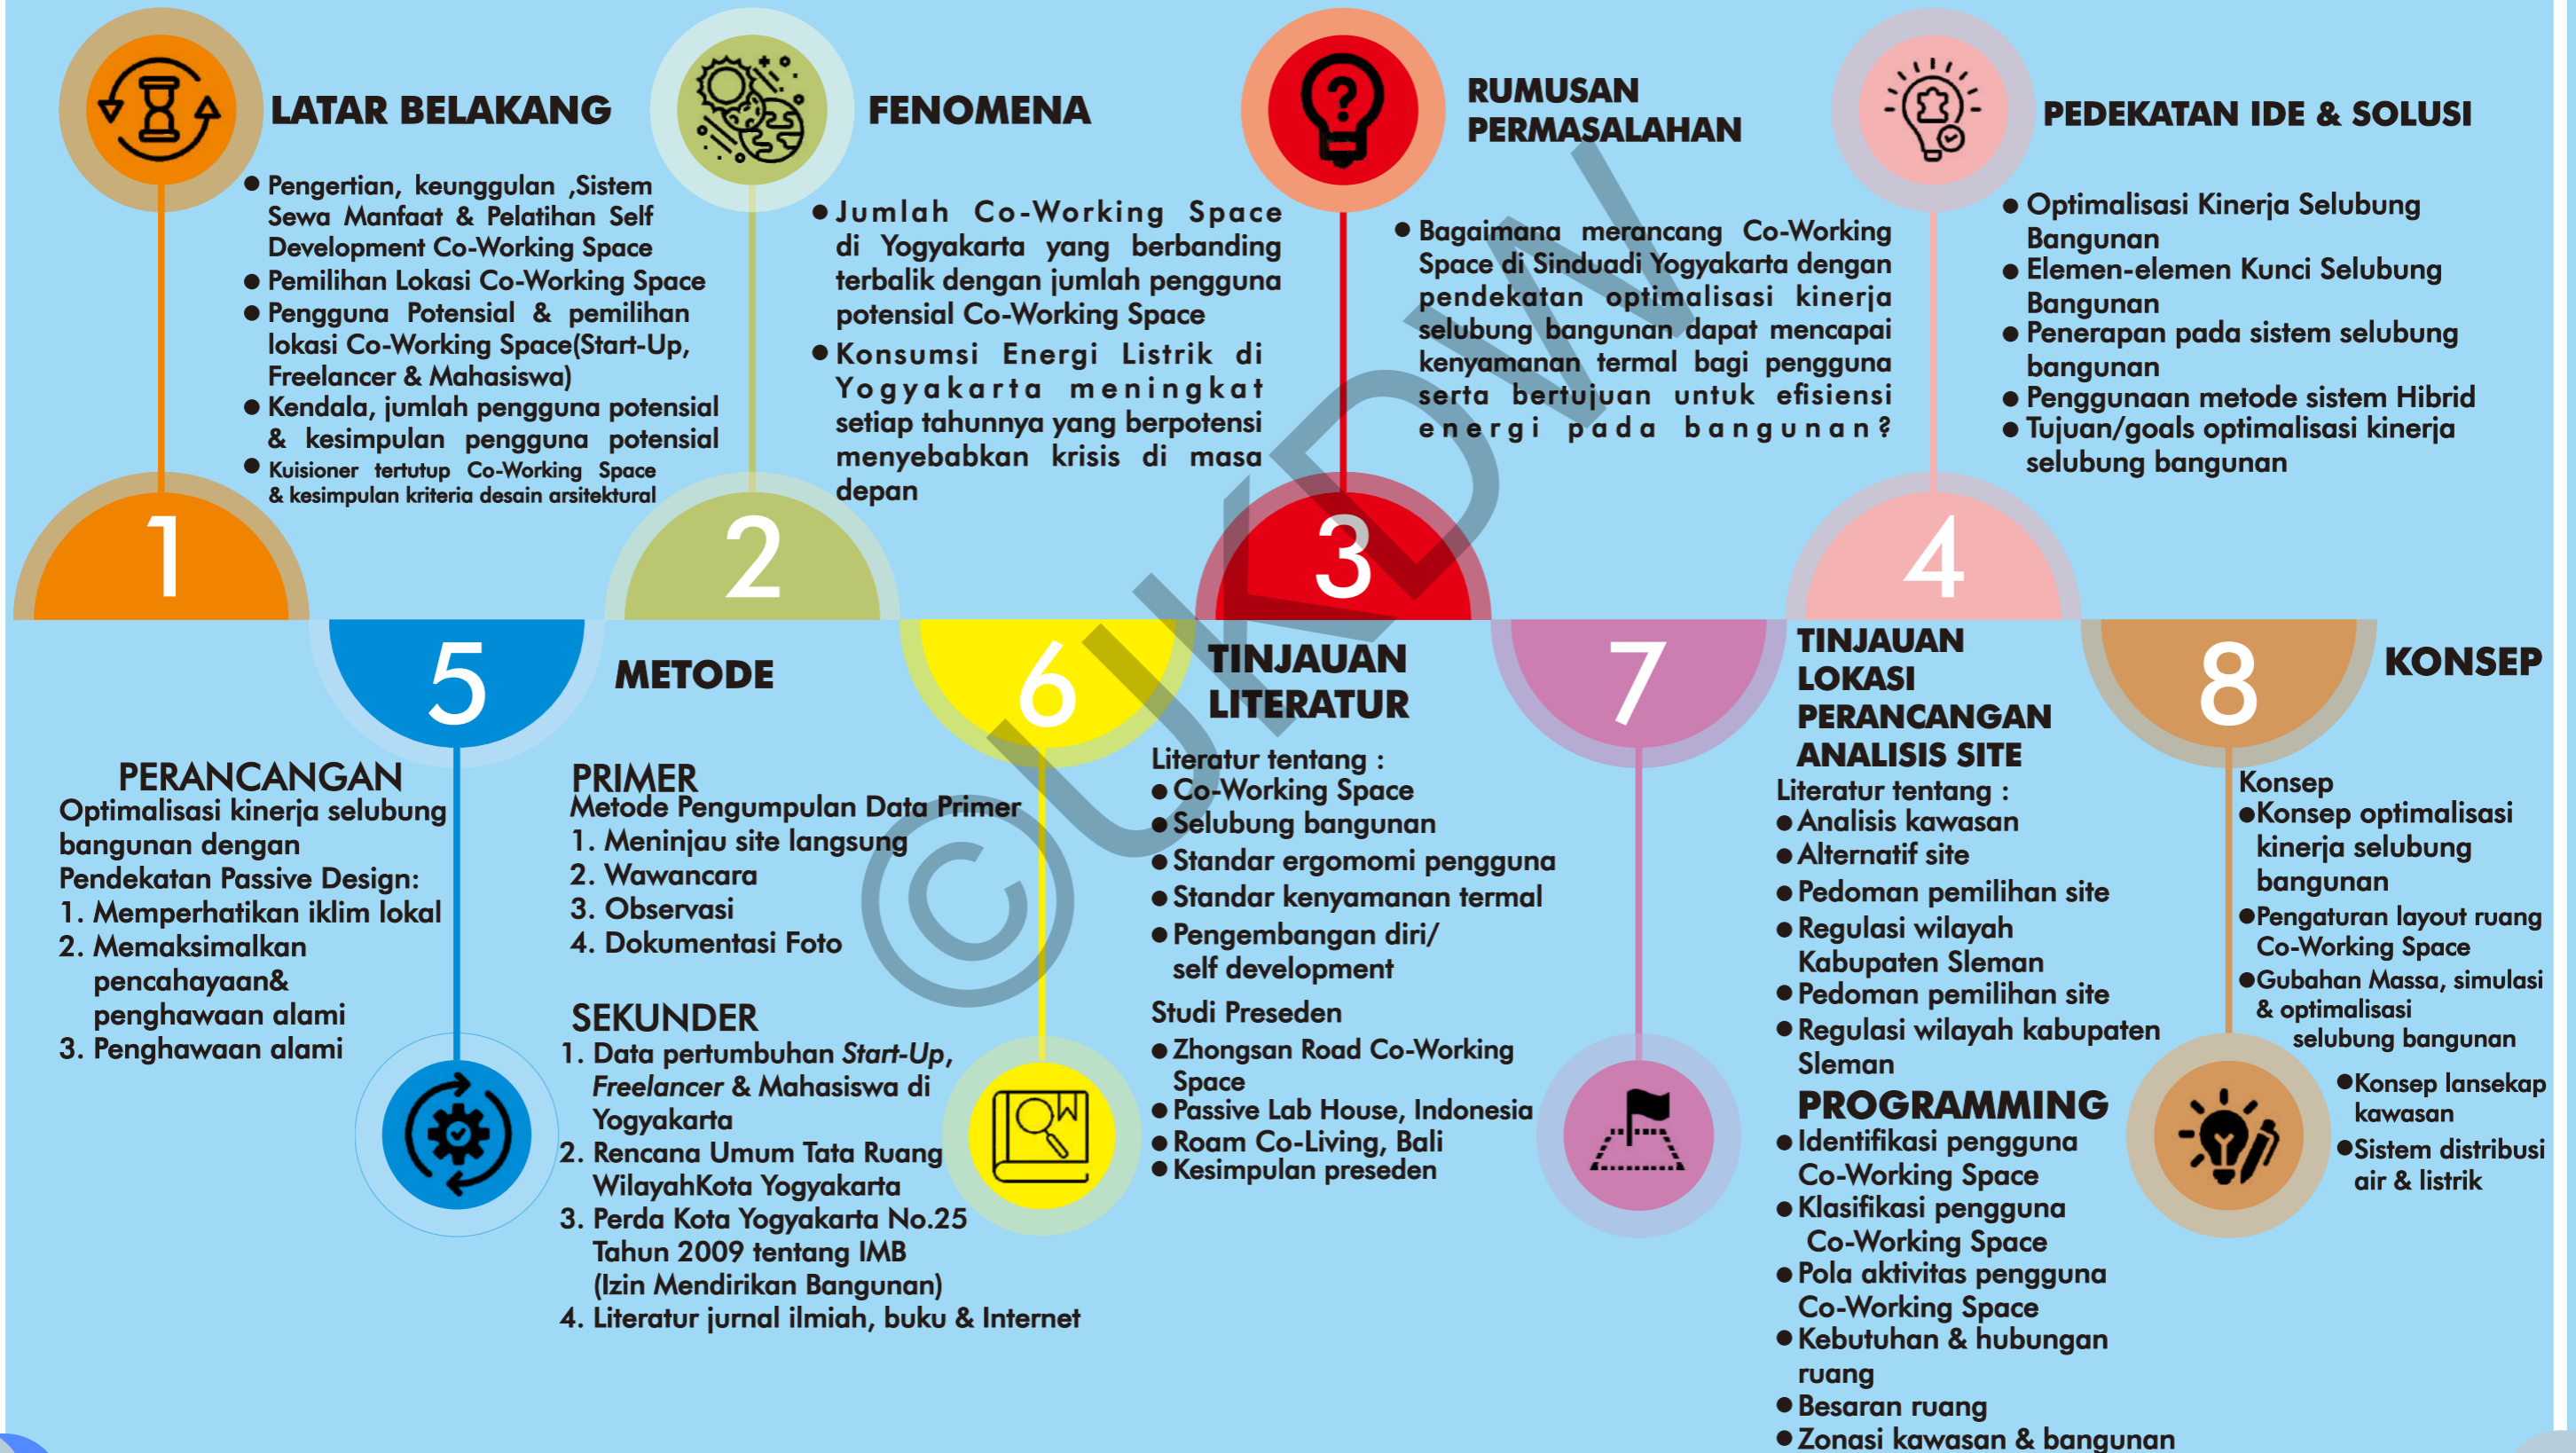 LATAR BELAKANG
● Pengertian, keunggulan ,Sistem
Sewa Manfaat & Pelatihan Self
Development Co-Working Space
● Pemilihan Lokasi Co-Working Space
● Pengguna Potensial & pemilihan
lokasi Co-Working Space(Start-Up,
Freelancer & Mahasiswa)
● Kendala, jumlah pengguna potensial
& kesimpulan pengguna potensial
● Kuisioner tertutup Co-Working Space
& kesimpulan kriteria desain arsitektural
1
FENOMENA
● Jumlah Co-Working Space
di Yogyakarta yang berbanding
terbalik dengan jumlah pengguna
potensial Co-Working Space
● Konsumsi Energi Listrik di
Yogyakarta meningkat
setiap tahunnya yang berpotensi
menyebabkan krisis di masa
depan
2
RUMUSAN
PERMASALAHAN
● Bagaimana merancang Co-Working
Space di Sinduadi Yogyakarta dengan
pendekatan optimalisasi kinerja
selubung bangunan dapat mencapai
kenyamanan termal bagi pengguna
serta bertujuan untuk efisiensi
energi pada bangunan?
3
PEDEKATAN IDE & SOLUSI
● Optimalisasi Kinerja Selubung
Bangunan
● Elemen-elemen Kunci Selubung
Bangunan
● Penerapan pada sistem selubung
bangunan
● Penggunaan metode sistem Hibrid
● Tujuan/goals optimalisasi kinerja
selubung bangunan
4
5
METODE
PERANCANGAN
Optimalisasi kinerja selubung
bangunan dengan
Pendekatan Passive Design:
1. Memperhatikan iklim lokal
2. Memaksimalkan
pencahayaan&
penghawaan alami
3. Penghawaan alami
PRIMER
Metode Pengumpulan Data Primer
1. Meninjau site langsung
2. Wawancara
3. Observasi
4. Dokumentasi Foto
SEKUNDER
1. Data pertumbuhan Start-Up,
Freelancer & Mahasiswa di
Yogyakarta
2. Rencana Umum Tata Ruang
WilayahKota Yogyakarta
3. Perda Kota Yogyakarta No.25
Tahun 2009 tentang IMB
(Izin Mendirikan Bangunan)
4. Literatur jurnal ilmiah, buku & Internet
6
TINJAUAN
LITERATUR
Literatur tentang :
● Co-Working Space
● Selubung bangunan
● Standar ergomomi pengguna
● Standar kenyamanan termal
● Pengembangan diri/
self development
Studi Preseden
● Zhongsan Road Co-Working
Space
● Passive Lab House, Indonesia
● Roam Co-Living, Bali
● Kesimpulan preseden
7
TINJAUAN
LOKASI
PERANCANGAN
ANALISIS SITE
Literatur tentang :
● Analisis kawasan
● Alternatif site
● Pedoman pemilihan site
● Regulasi wilayah
Kabupaten Sleman
● Pedoman pemilihan site
● Regulasi wilayah kabupaten
Sleman
PROGRAMMING
● Identifikasi pengguna
Co-Working Space
● Klasifikasi pengguna
Co-Working Space
● Pola aktivitas pengguna
Co-Working Space
● Kebutuhan & hubungan
ruang
● Besaran ruang
● Zonasi kawasan & bangunan
8
KONSEP
Konsep
● Konsep optimalisasi
kinerja selubung
bangunan
● Pengaturan layout ruang
Co-Working Space
● Gubahan Massa, simulasi
& optimalisasi
selubung bangunan
● Konsep lansekap
kawasan
● Sistem distribusi
air & listrik
©UKDW